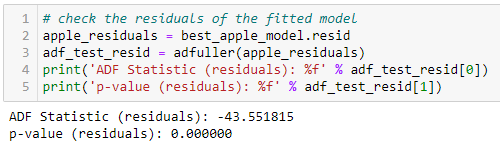 1 # check the residuals of the fitted model
2 apple_residuals = best_apple_model.resid
3 adf_test_resid = adfuller(apple_residuals)
4 print('ADF Statistic (residuals): %f' % adf_test_resid[0])
5 print('p-value (residuals): %f' % adf_test_resid[1])
ADF Statistic (residuals): -43.551815
p-value (residuals): 0.000000